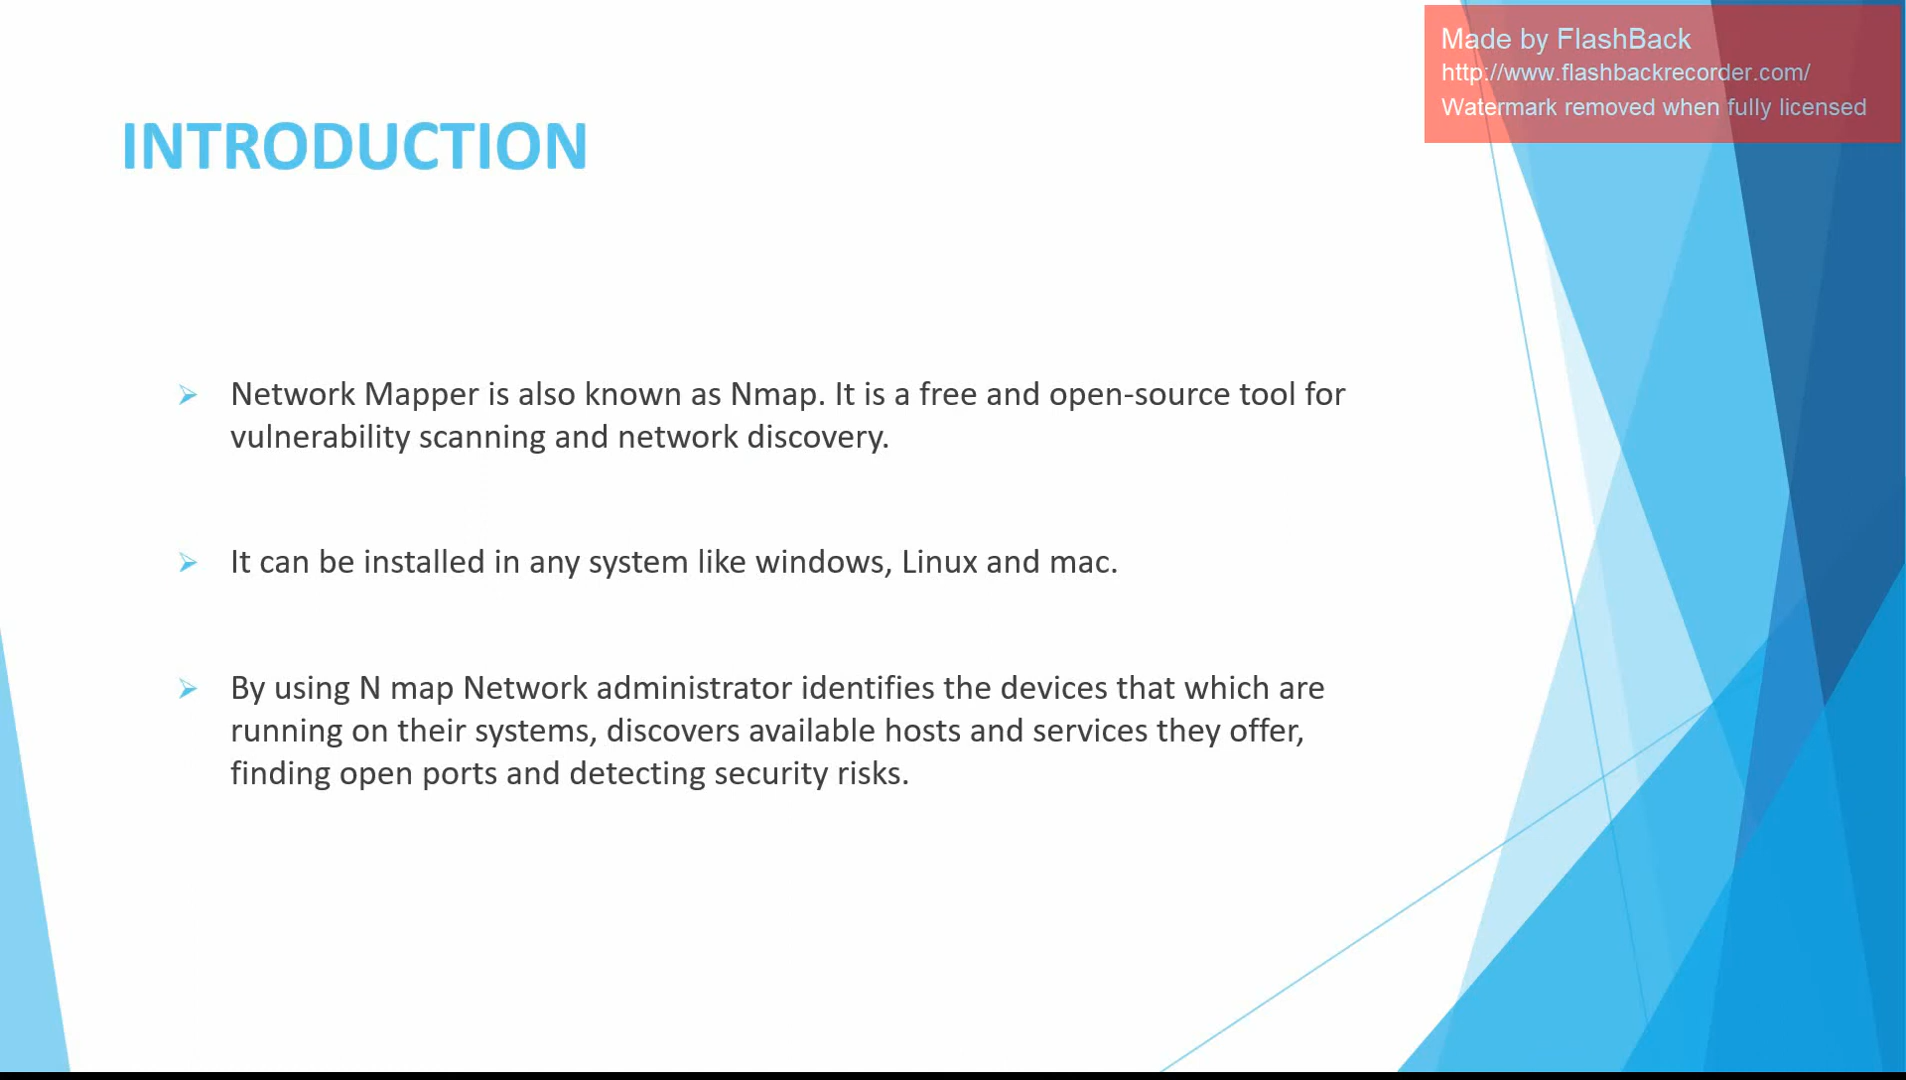 Made by FlashBack
http://www.flashbackrecorder.com/
Watermark removed when fully licensed
INTRODUCTION
Network Mapper is also known as Nmap. It is a free and open-source tool for
vulnerability scanning and network discovery.
It can be installed in any system like windows, Linux and mac.
By using N map Network administrator identifies the devices that which are
running on their systems, discovers available hosts and services they offer,
finding open ports and detecting security risks.